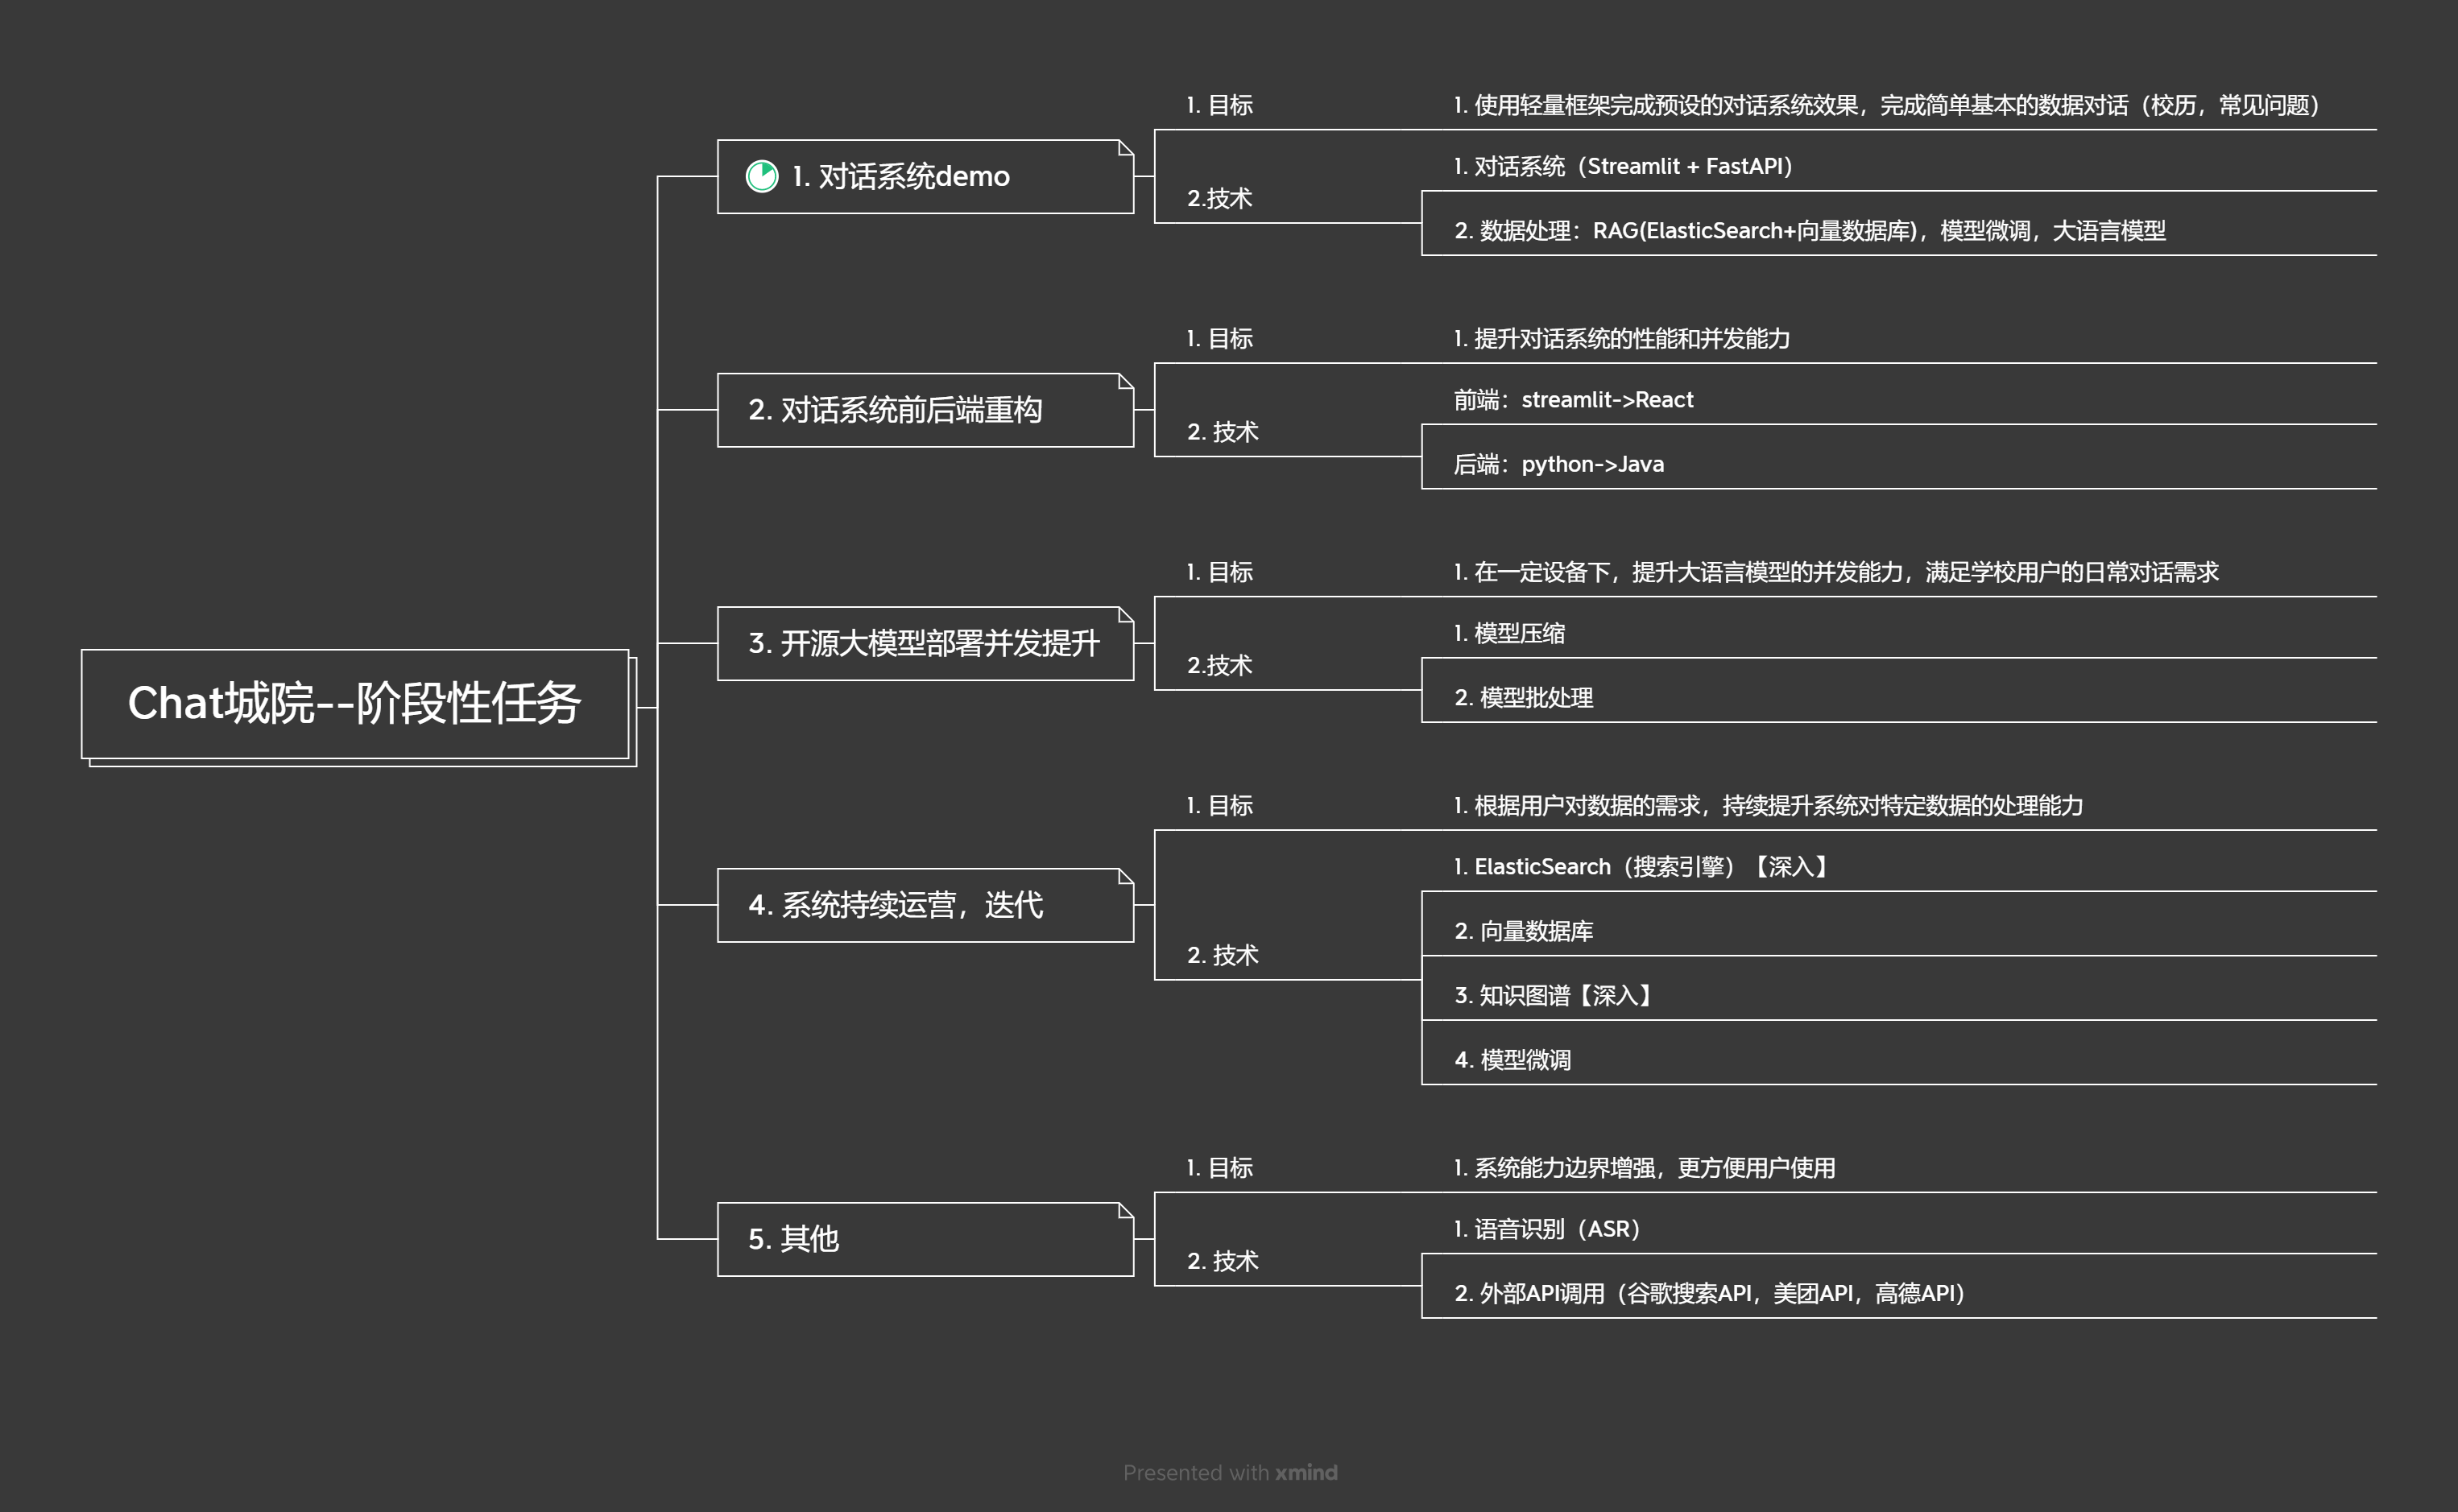 Chat城院--阶段性任务
1. 对话系统demo
1. 目标
1. 使用轻量框架完成预设的对话系统效果，完成简单基本的数据对话（校历，常见问题）
2.技术
1. 对话系统（Streamlit + FastAPI）
2. 数据处理：RAG(ElasticSearch+向量数据库)，模型微调，大语言模型
2. 对话系统前后端重构
1. 目标
1. 提升对话系统的性能和并发能力
2. 技术
前端：streamlit->React
后端：python->Java
3. 开源大模型部署并发提升
1. 目标
1. 在一定设备下，提升大语言模型的并发能力，满足学校用户的日常对话需求
2.技术
1. 模型压缩
2. 模型批处理
4. 系统持续运营，迭代
1. 目标
1. 根据用户对数据的需求，持续提升系统对特定数据的处理能力
2. 技术
1. ElasticSearch（搜索引擎）【深入】
2. 向量数据库
3. 知识图谱【深入】
4. 模型微调
5. 其他
1. 目标
1. 系统能力边界增强，更方便用户使用
2. 技术
1. 语音识别（ASR）
2. 外部API调用（谷歌搜索API，美团API，高德API）
Presented with xmind